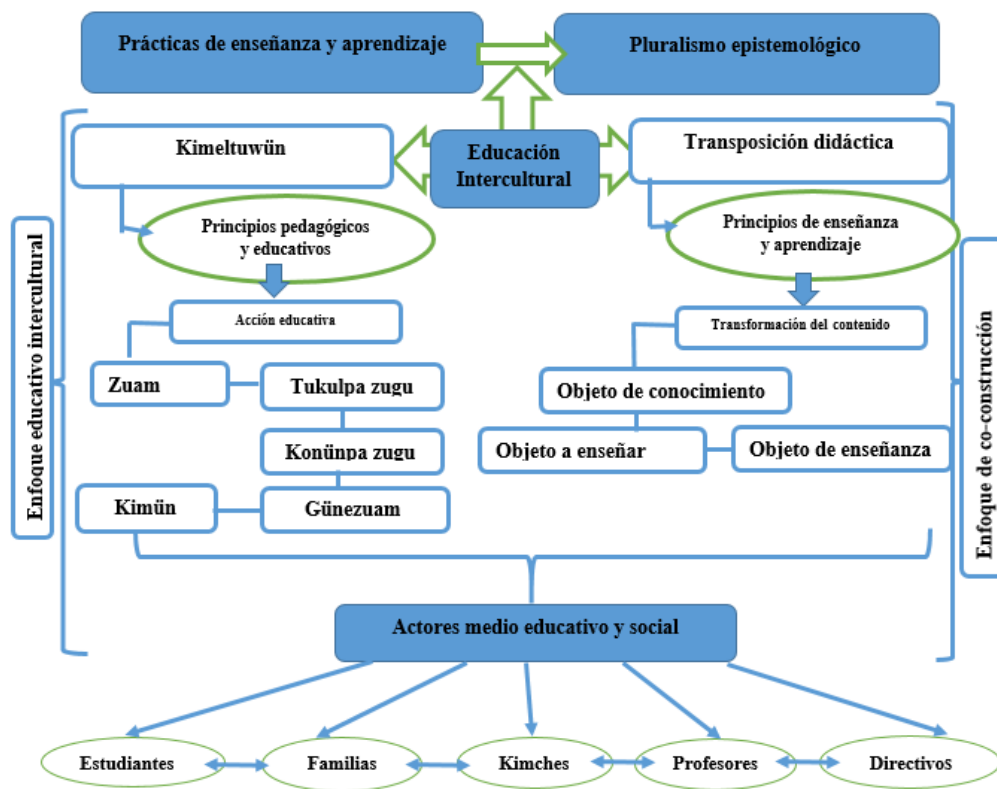 Prácticas de enseñanza y aprendizaje
Pluralismo epistemológico
Kimeltuwün
Educación
Intercultural
Transposición didáctica
Principios pedagógicos
y educativos
Principios de enseñanza
y aprendizaje
Acción educativa
Transformación del contenido
Zuam
Tukulpa zugu
Objeto de conocimiento
Konünpa zugu
Objeto a enseñar
Objeto de enseñanza
Kimün
Günezuam
Enfoque educativo intercultural
Enfoque de co-construcción
Actores medio educativo y social
Estudiantes
Familias
Kimches
Profesores
Directivos